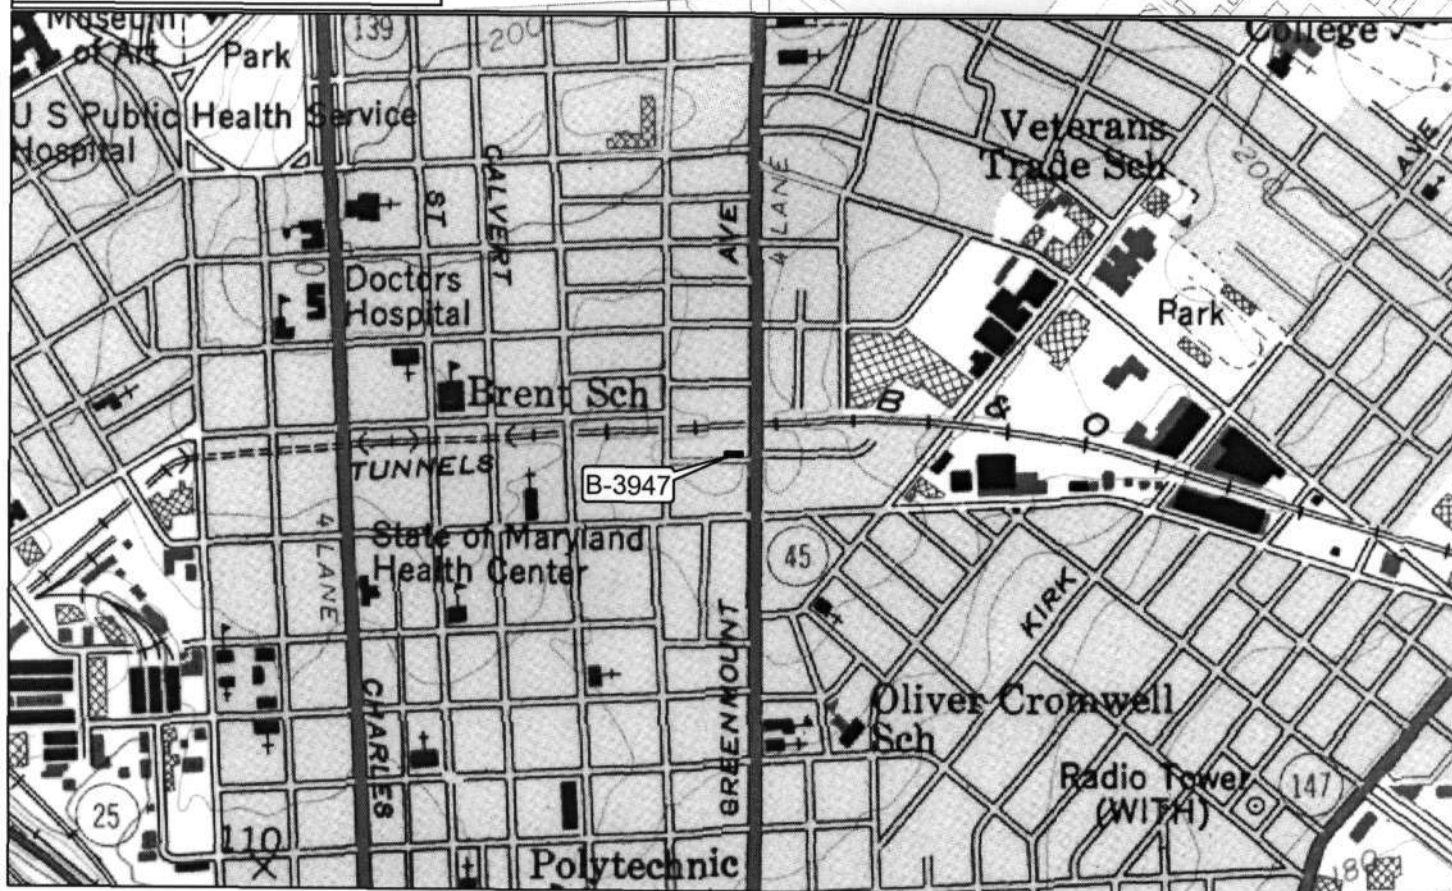 Museum
of Art
Park
139
200
College
U S Public Health Service
Hospital
Veterans
Trade Sch
AVE
200
CALVERT
ST
AVE
4 LANE
Doctors
Hospital
Park
Brent Sch
B & O
TUNNELS
B-3947
State of Maryland
Health Center
4 LANE
45
KIRK
GREENMOUNT
CHARLES
Oliver Cromwell
Sch
Radio Tower
(WITH)
147
25
110
Polytechnic
180